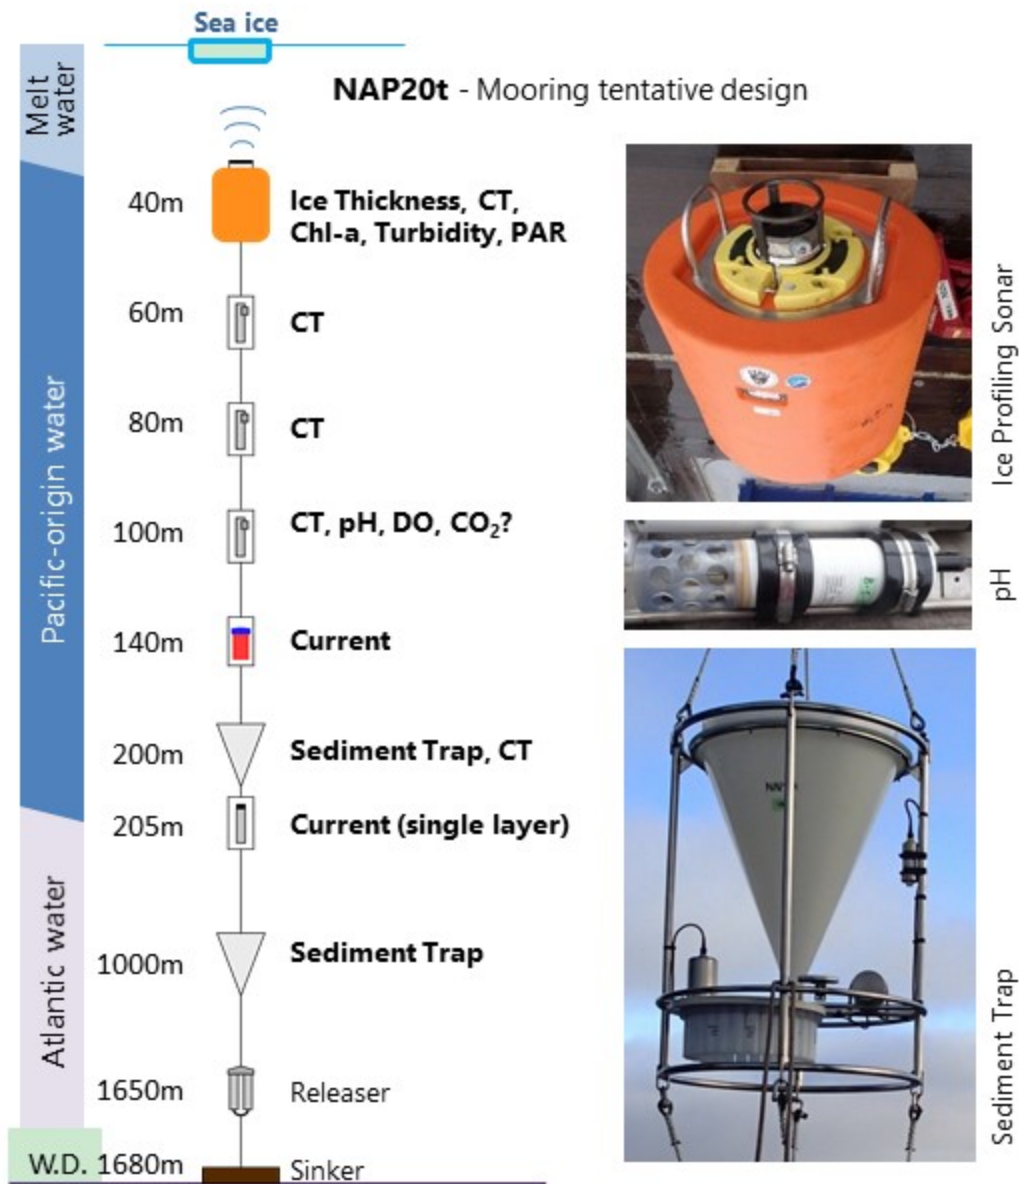 Sea ice
NAP20t - Mooring tentative design
Melt
water
Pacific-origin water
Atlantic water
40m
Ice Thickness, CT,
Chl-a, Turbidity, PAR
60m
CT
80m
CT
100m
CT, pH, DO, CO₂?
140m
Current
200m
Sediment Trap, CT
205m
Current (single layer)
1000m
Sediment Trap
1650m
Releaser
W.D. 1680m
Sinker
Ice Profiling Sonar
pH
Sediment Trap